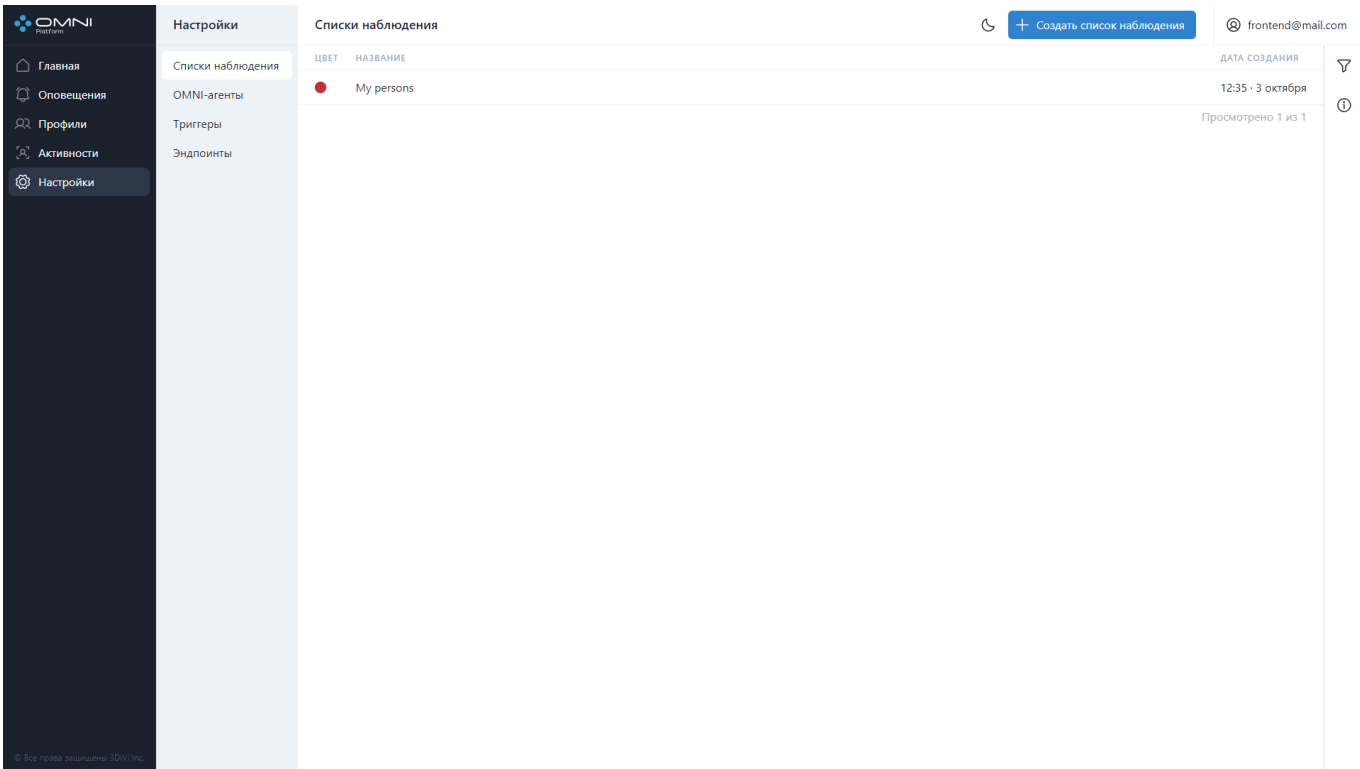 OMNI
Platform
Главная
Оповещения
Профили
Активности
Настройки
© Все права защищены 3DiVi Inc.
Настройки
Списки наблюдения
OMNI-агенты
Триггеры
Эндпоинты
Списки наблюдения
Создать список наблюдения
frontend@mail.com
ЦВЕТ НАЗВАНИЕ ДАТА СОЗДАНИЯ
My persons 12:35 · 3 октября
Просмотрено 1 из 1